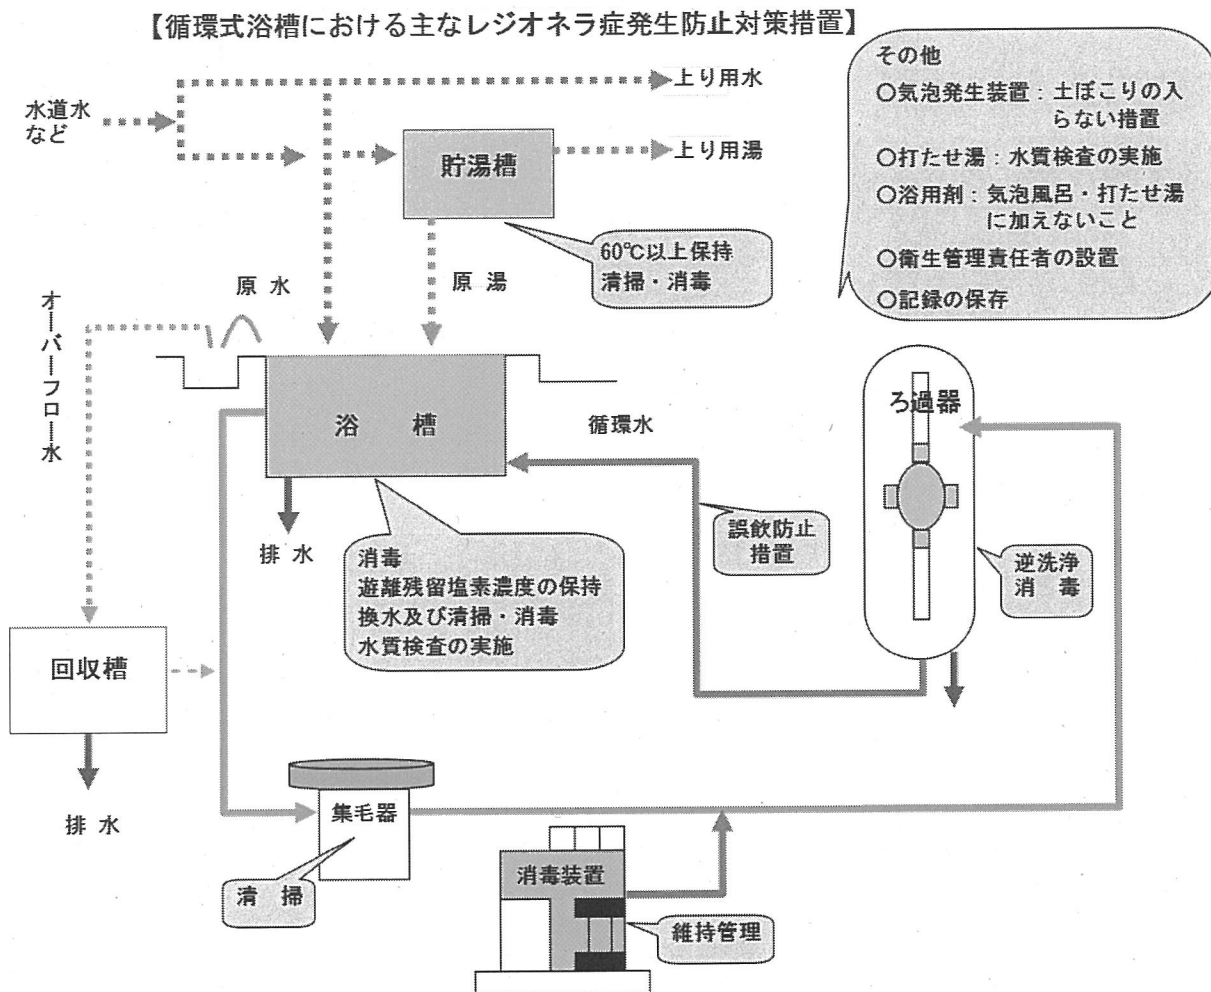 【循環式浴槽における主なレジオネラ症発生防止対策措置】
水道水
など
上り用水
上り用湯
貯湯槽
60℃以上保持
清掃・消毒
その他
○気泡発生装置：土ぼこりの入
らない措置
○打たせ湯：水質検査の実施
○浴用剤：気泡風呂・打たせ湯
に加えないこと
○衛生管理責任者の設置
○記録の保存
原 水
原 湯
オーバーフロー水
浴 槽
循環水
ろ過器
排 水
消毒
遊離残留塩素濃度の保持
換水及び清掃・消毒
水質検査の実施
誤飲防止
措置
逆洗浄
消 毒
回収槽
排 水
集毛器
清 掃
消毒装置
維持管理